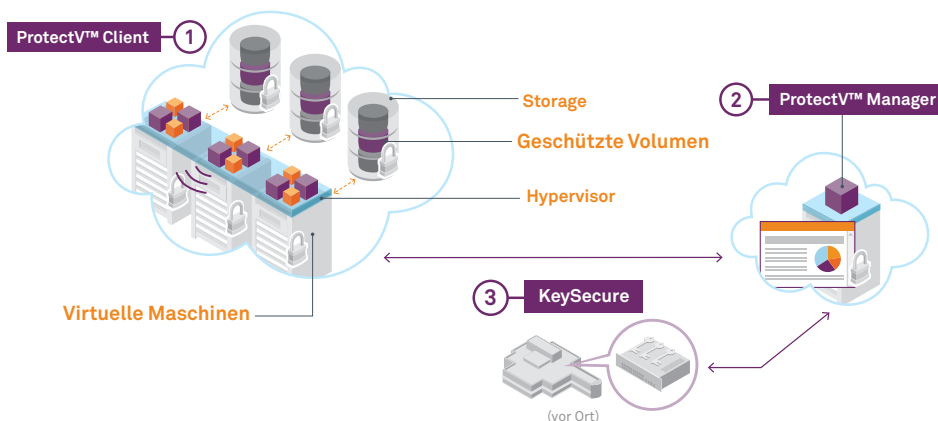 ProtectV™ Client
1
Storage
2
ProtectV™ Manager
Geschützte Volumen
Hypervisor
3
KeySecure
Virtuelle Maschinen
(vor Ort)